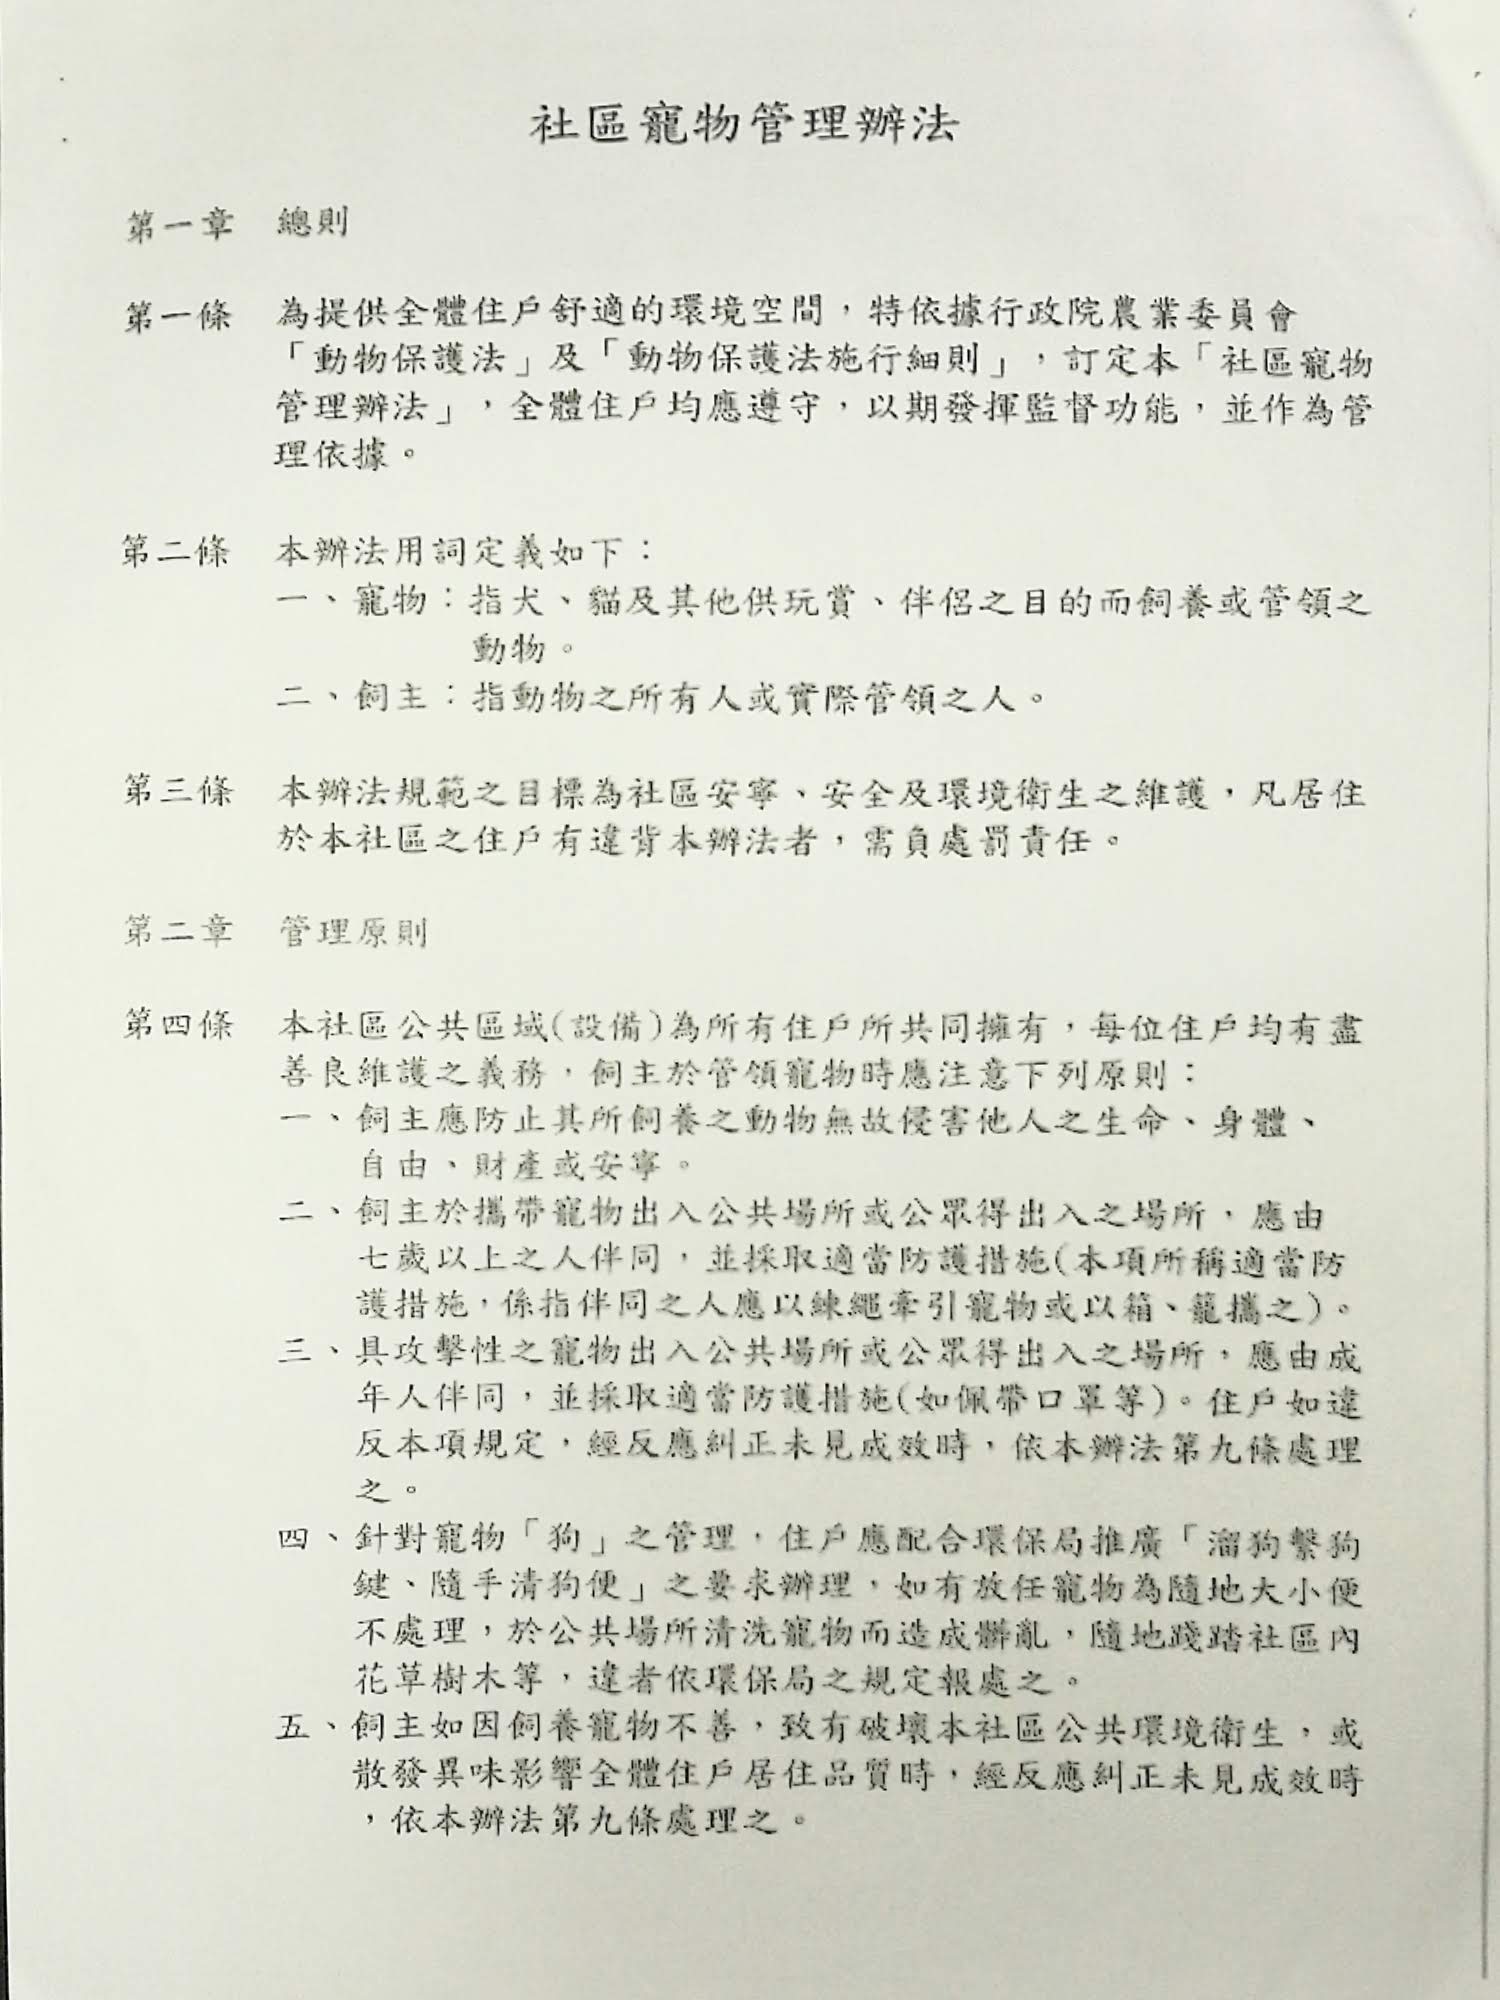 社區寵物管理辦法
第一章　總則
第一條　為提供全體住戶舒適的環境空間，特依據行政院農業委員會
「動物保護法」及「動物保護法施行細則」，訂定本「社區寵物
管理辦法」，全體住戶均應遵守，以期發揮監督功能，並作為管
理依據。
第二條　本辦法用詞定義如下：
一、寵物：指犬、貓及其他供玩賞、伴侶之目的而飼養或管領之
動物。
二、飼主：指動物之所有人或實際管領之人。
第三條　本辦法規範之目標為社區安寧、安全及環境衛生之維護，凡居住
於本社區之住戶有違背本辦法者，需負處罰責任。
第二章　管理原則
第四條　本社區公共區域(設備)為所有住戶所共同擁有，每位住戶均有盡
善良維護之義務，飼主於管領寵物時應注意下列原則：
一、飼主應防止其所飼養之動物無故侵害他人之生命、身體、
自由、財產或安寧。
二、飼主於攜帶寵物出入公共場所或公眾得出入之場所，應由
七歲以上之人伴同，並採取適當防護措施(本項所稱適當防
護措施，係指伴同之人應以練繩牽引寵物或以箱、籠攜之)。
三、具攻擊性之寵物出入公共場所或公眾得出入之場所，應由成
年人伴同，並採取適當防護措施(如佩帶口罩等)。住戶如違
反本項規定，經反應糾正未見成效時，依本辦法第九條處理
之。
四、針對寵物「狗」之管理，住戶應配合環保局推廣「溜狗繫狗
鍵、隨手清狗便」之要求辦理，如有放任寵物為隨地大小便
不處理，於公共場所清洗寵物而造成髒亂，隨地踐踏社區內
花草樹木等，違者依環保局之規定報處之。
五、飼主如因飼養寵物不善，致有破壞本社區公共環境衛生，或
散發異味影響全體住戶居住品質時，經反應糾正未見成效時
，依本辦法第九條處理之。